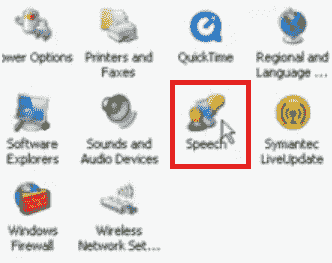 ower Options
Printers and
Faxes
QuickTime
Regional and
Language ...
Software
Explorers
Sounds and
Audio Devices
Speech
Symantec
LiveUpdate
Windows
Firewall
Wireless
Network Set...